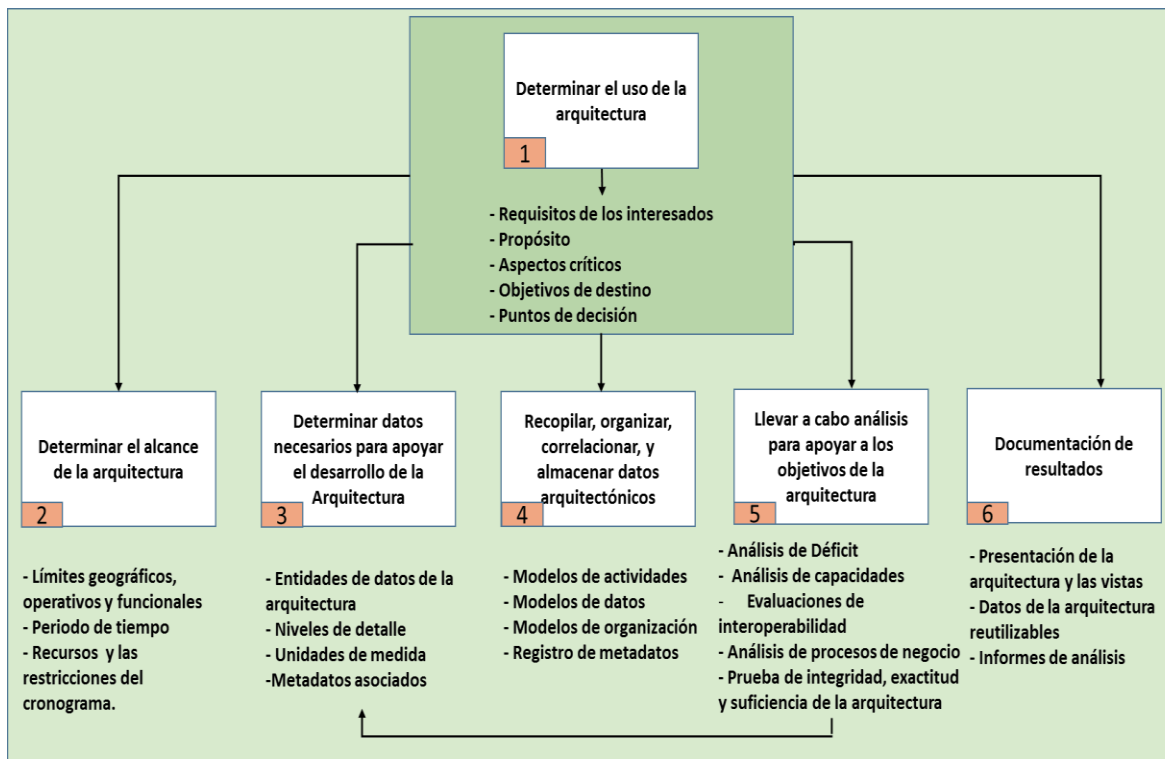 Determinar el uso de la
arquitectura
1
- Requisitos de los interesados
- Propósito
- Aspectos críticos
- Objetivos de destino
- Puntos de decisión
Determinar el alcance
de la arquitectura
2
- Límites geográficos,
operativos y funcionales
- Periodo de tiempo
- Recursos y las
restricciones del
cronograma.
Determinar datos
necesarios para apoyar
el desarrollo de la
Arquitectura
3
- Entidades de datos de la
arquitectura
- Niveles de detalle
- Unidades de medida
-Metadatos asociados
Recopilar, organizar,
correlacionar, y
almacenar datos
arquitectónicos
4
- Modelos de actividades
- Modelos de datos
- Modelos de organización
- Registro de metadatos
Llevar a cabo análisis
para apoyar a los
objetivos de la
arquitectura
5
- Análisis de Déficit
- Análisis de capacidades
- Evaluaciones de
interoperabilidad
- Análisis de procesos de negocio
- Prueba de integridad, exactitud
y suficiencia de la arquitectura
Documentación de
resultados
6
- Presentación de la
arquitectura y las vistas
- Datos de la arquitectura
reutilizables
- Informes de análisis